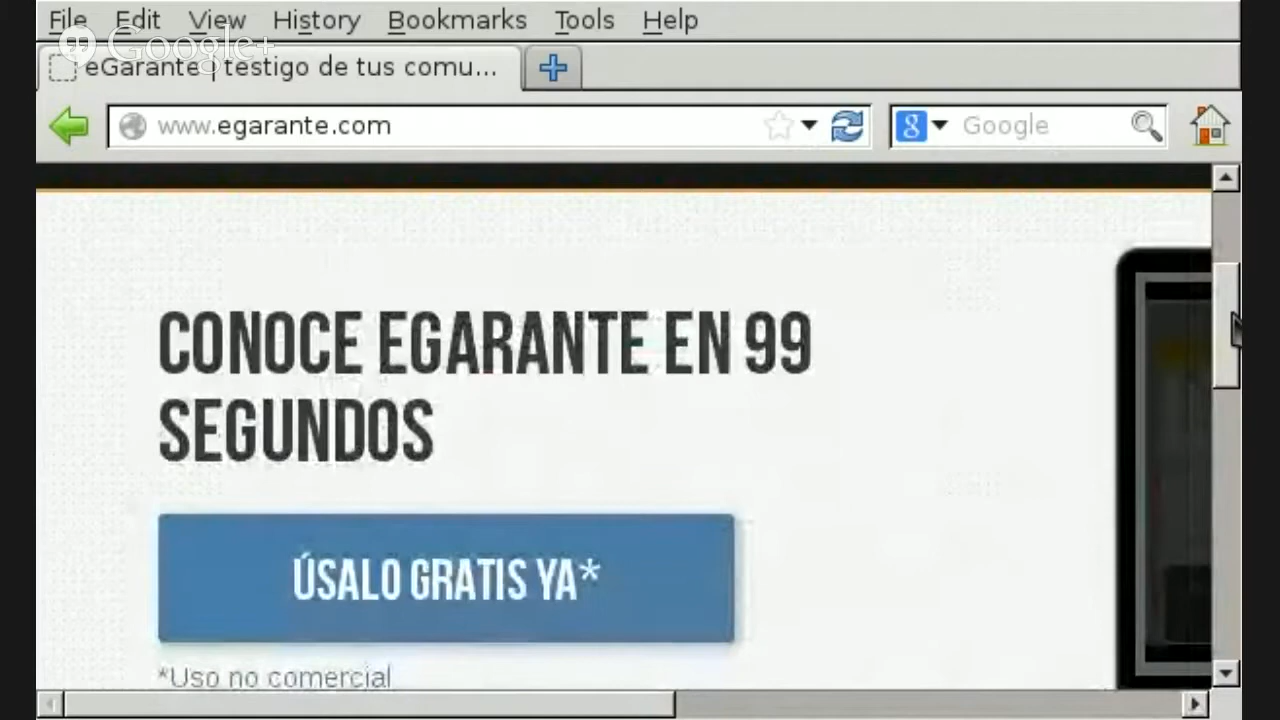 File Edit View History Bookmarks Tools Help
Google+
eGarante | testigo de tus comu...
www.egarante.com
8 Google
CONOCE EGARANTE EN 99
SEGUNDOS
ÚSALO GRATIS YA*
*Uso no comercial